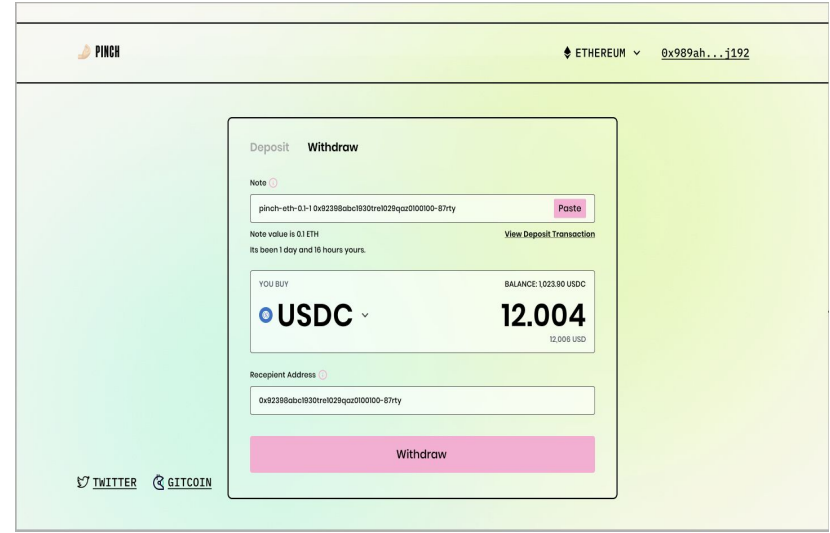 PINCH
ETHEREUM
0x989ah...j192
Deposit Withdraw
Note
pinch-eth-0.1-1 0x92398abc1930tre1029qaz0100100-87rty
Paste
Note value is 0.1 ETH
View Deposit Transaction
Its been 1 day and 16 hours yours.
YOU BUY
BALANCE: 1,023.90 USDC
USDC
12.004
12,006 USD
Recepient Address
0x92398abc1930tre1029qaz0100100-87rty
Withdraw
TWITTER
GITCOIN